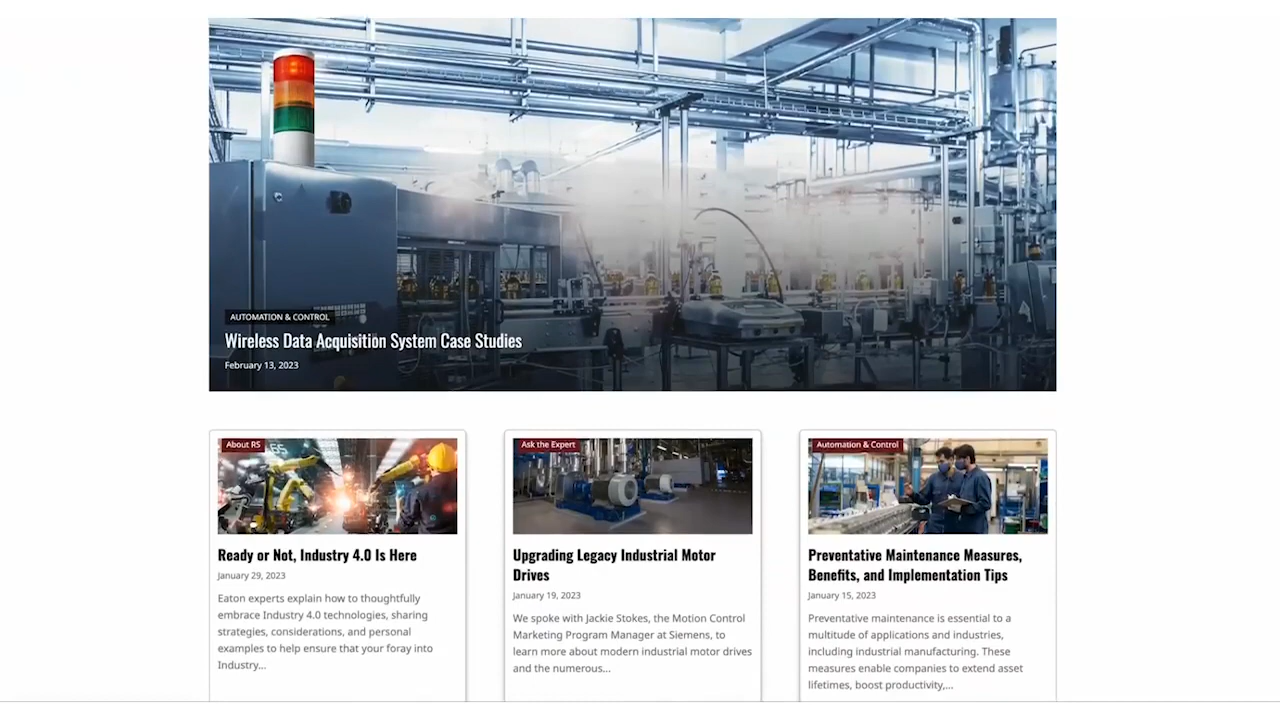 AUTOMATION & CONTROL
Wireless Data Acquisition System Case Studies
February 13, 2023
About RS
Ready or Not, Industry 4.0 Is Here
January 29, 2023
Eaton experts explain how to thoughtfully
embrace Industry 4.0 technologies, sharing
strategies, considerations, and personal
examples to help ensure that your foray into
Industry...
Ask the Expert
Upgrading Legacy Industrial Motor
Drives
January 19, 2023
We spoke with Jackie Stokes, the Motion Control
Marketing Program Manager at Siemens, to
learn more about modern industrial motor drives
and the numerous...
Automation & Control
Preventative Maintenance Measures,
Benefits, and Implementation Tips
January 15, 2023
Preventative maintenance is essential to a
multitude of applications and industries,
including industrial manufacturing. These
measures enable companies to extend asset
lifetimes, boost productivity,...